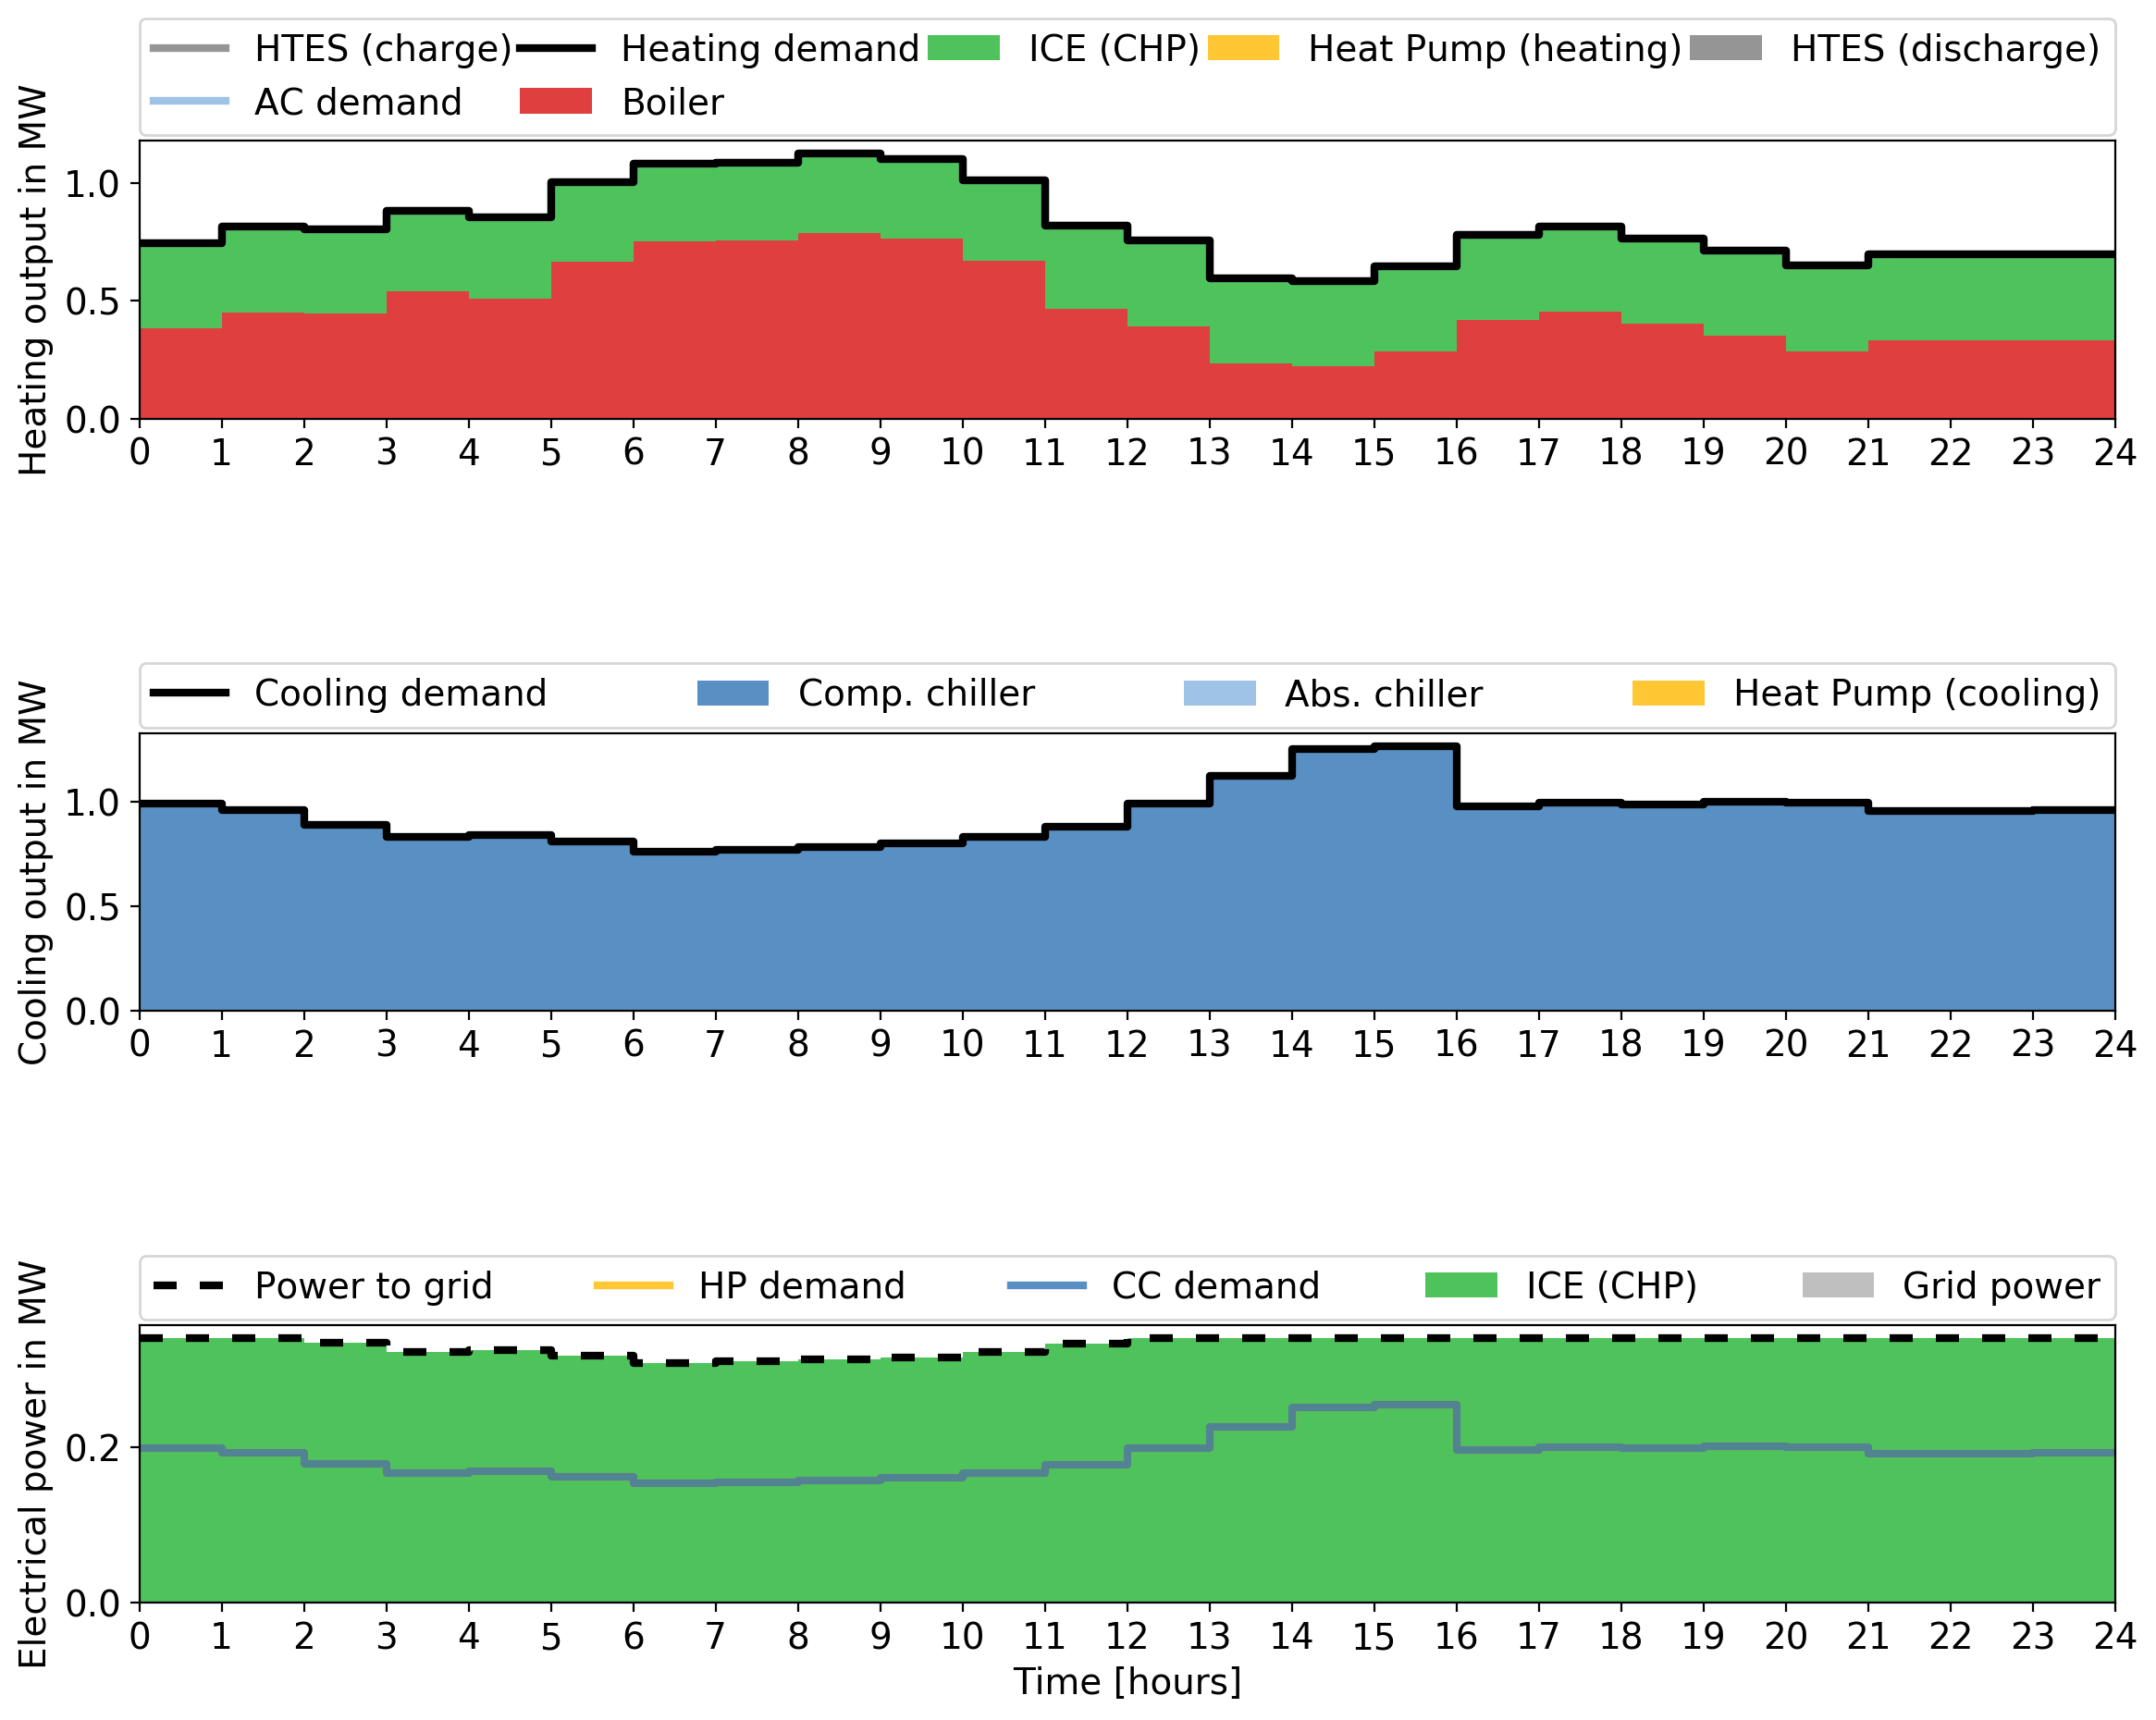 HTES (charge) Heating demand ICE (CHP) Heat Pump (heating) HTES (discharge)
AC demand Boiler
Heating output in MW
1.0
0.5
0.0
0 1 2 3 4 5 6 7 8 9 10 11 12 13 14 15 16 17 18 19 20 21 22 23 24
Cooling demand Comp. chiller Abs. chiller Heat Pump (cooling)
Cooling output in MW
1.0
0.5
0.0
0 1 2 3 4 5 6 7 8 9 10 11 12 13 14 15 16 17 18 19 20 21 22 23 24
Power to grid HP demand CC demand ICE (CHP) Grid power
Electrical power in MW
0.2
0.0
0 1 2 3 4 5 6 7 8 9 10 11 12 13 14 15 16 17 18 19 20 21 22 23 24
Time [hours]